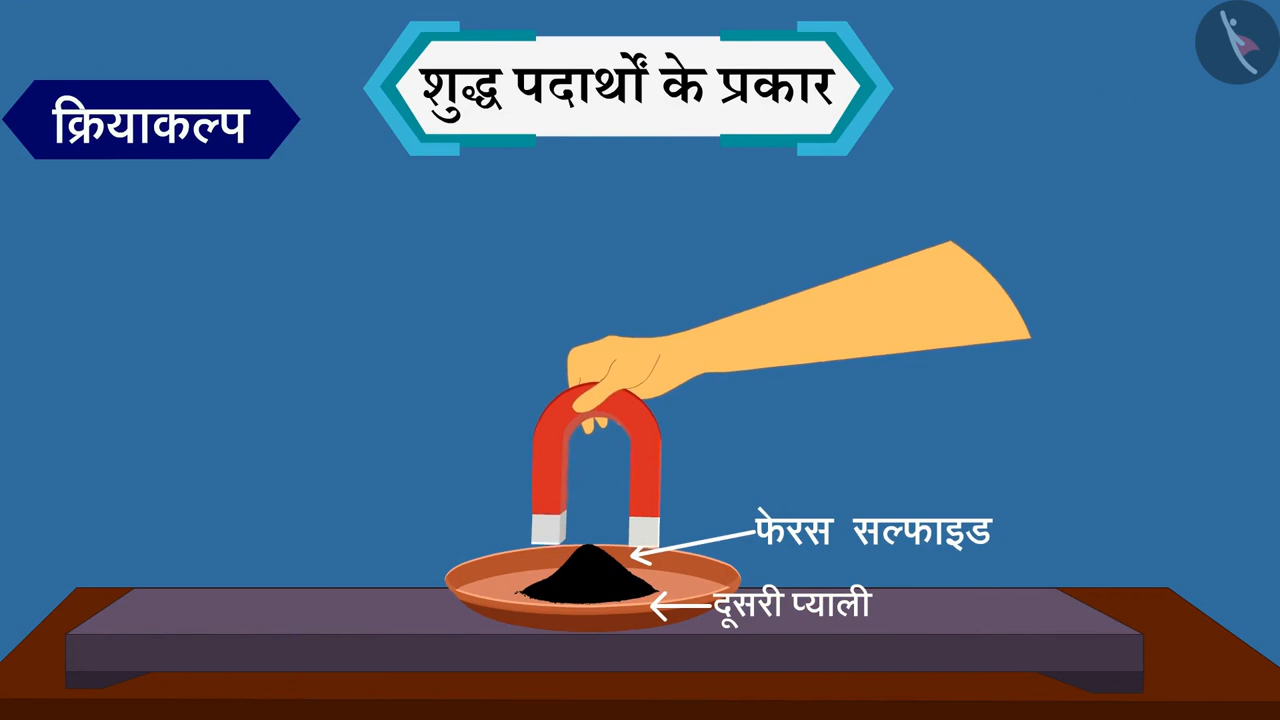 शुद्ध पदार्थों के प्रकार
क्रियाकल्प
फेरस सल्फाइड
दूसरी प्याली